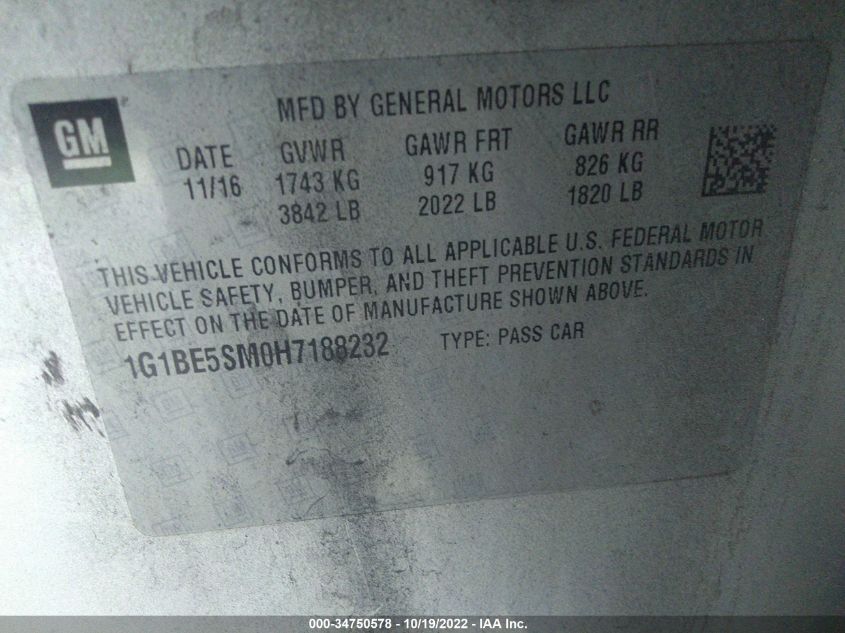 GM
MFD BY GENERAL MOTORS LLC
DATE GVWR GAWR FRT GAWR RR
11/16 1743 KG 917 KG 826 KG
3842 LB 2022 LB 1820 LB
THIS VEHICLE CONFORMS TO ALL APPLICABLE U.S. FEDERAL MOTOR
VEHICLE SAFETY, BUMPER, AND THEFT PREVENTION STANDARDS IN
EFFECT ON THE DATE OF MANUFACTURE SHOWN ABOVE.
1G1BE5SM0H7188232 TYPE: PASS CAR
000-34750578 - 10/19/2022 - IAA Inc.